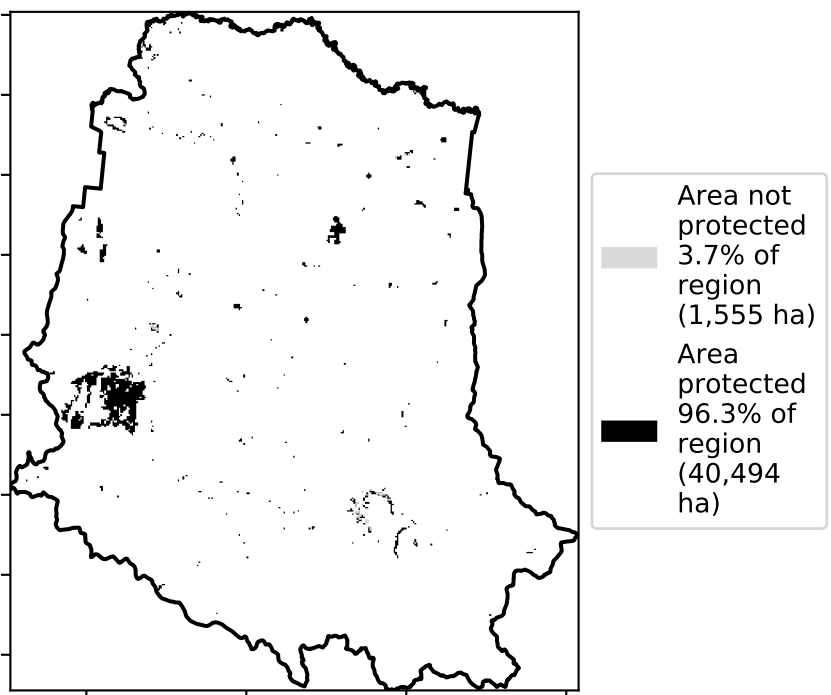 Area not
protected
3.7% of
region
(1,555 ha)
Area
protected
96.3% of
region
(40,494
ha)